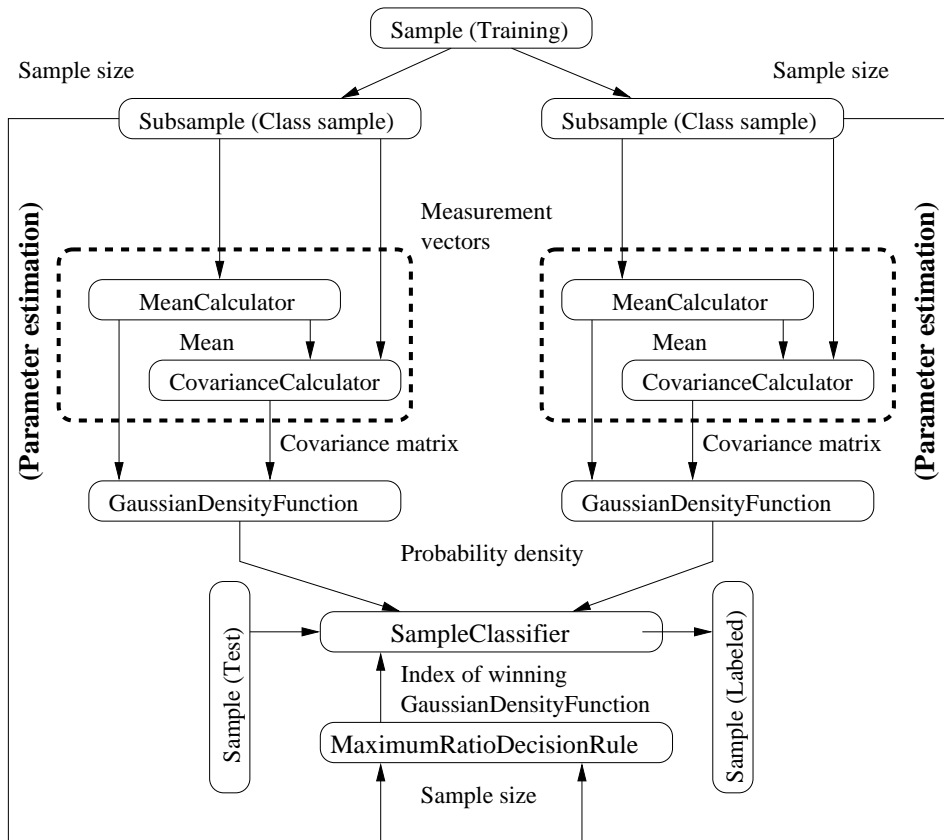 Sample (Training)
Sample size
Sample size
Subsample (Class sample)
Subsample (Class sample)
Measurement
vectors
(Parameter estimation)
(Parameter estimation)
MeanCalculator
MeanCalculator
Mean
Mean
CovarianceCalculator
CovarianceCalculator
Covariance matrix
Covariance matrix
GaussianDensityFunction
GaussianDensityFunction
Probability density
Sample (Test)
SampleClassifier
Sample (Labeled)
Index of winning
GaussianDensityFunction
MaximumRatioDecisionRule
Sample size